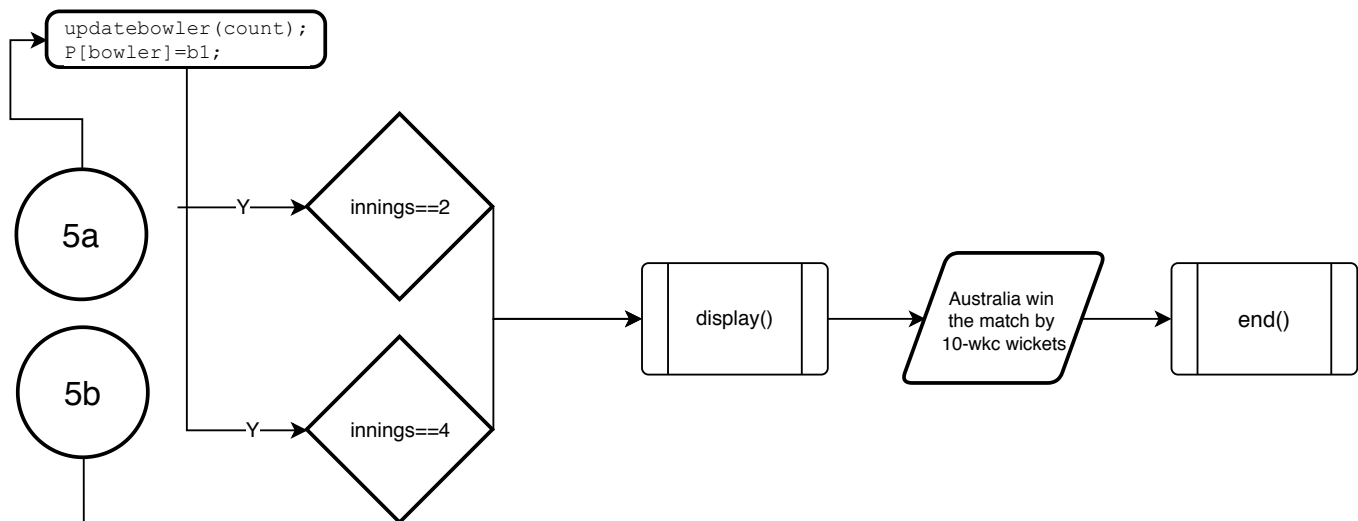 updatebowler(count);
P[bowler]=b1;
5a
Y
innings==2
display()
Australia win
the match by
10-wkc wickets
end()
5b
Y
innings==4